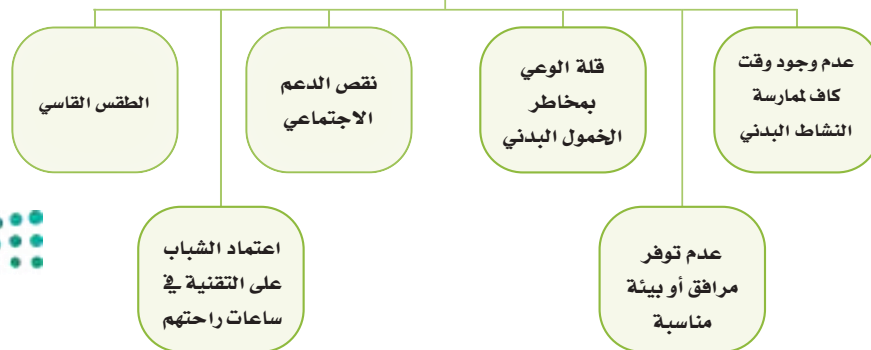 عدم وجود وقت
كاف لممارسة
النشاط البدني
قلة الوعي
بمخاطر
الخمول البدني
نقص الدعم
الاجتماعي
الطقس القاسي
عدم توفر
مرافق أو بيئة
مناسبة
اعتماد الشباب
على التقنية في
ساعات راحتهم